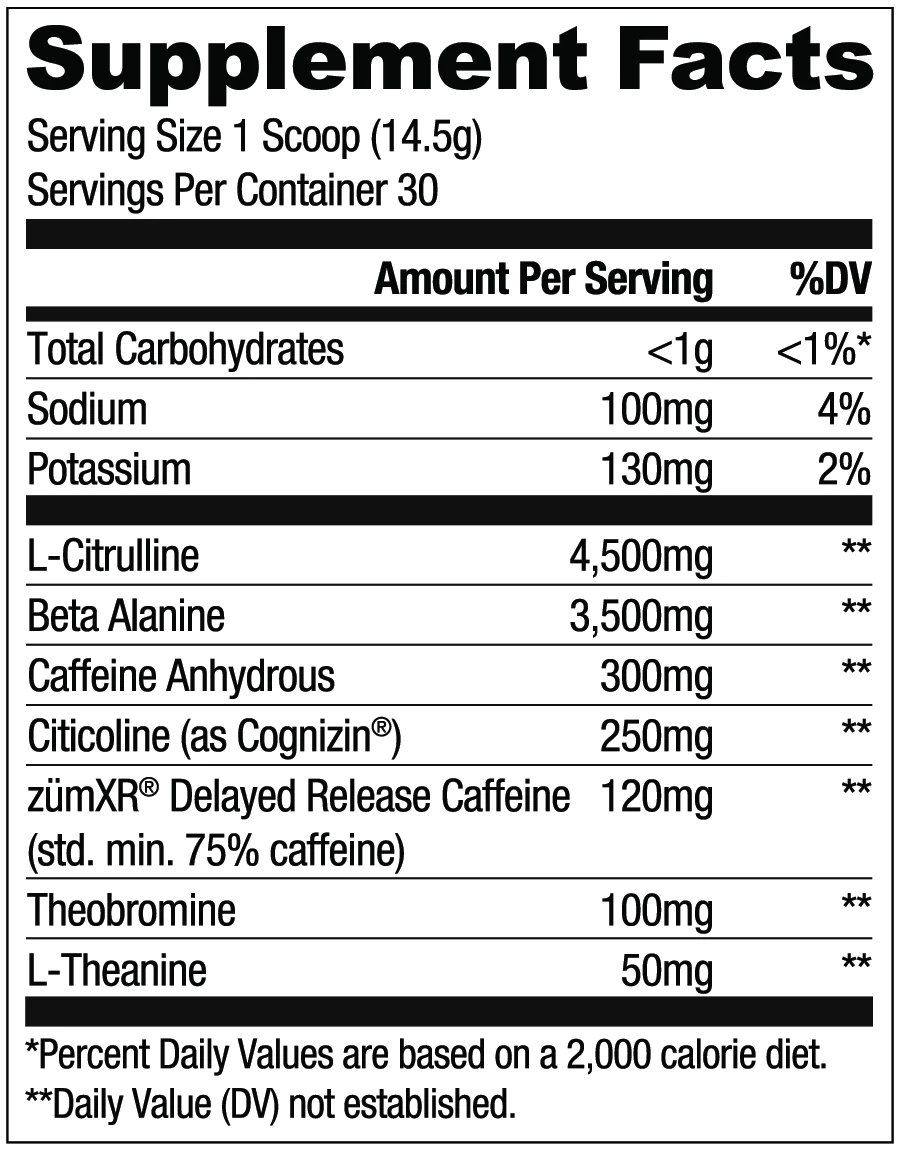 Supplement Facts
Serving Size 1 Scoop (14.5g)
Servings Per Container 30
Amount Per Serving %DV
Total Carbohydrates <1g <1%*
Sodium 100mg 4%
Potassium 130mg 2%
L-Citrulline 4,500mg **
Beta Alanine 3,500mg **
Caffeine Anhydrous 300mg **
Citicoline (as Cognizin®) 250mg **
zümXR® Delayed Release Caffeine 120mg **
(std. min. 75% caffeine)
Theobromine 100mg **
L-Theanine 50mg **
*Percent Daily Values are based on a 2,000 calorie diet.
**Daily Value (DV) not established.